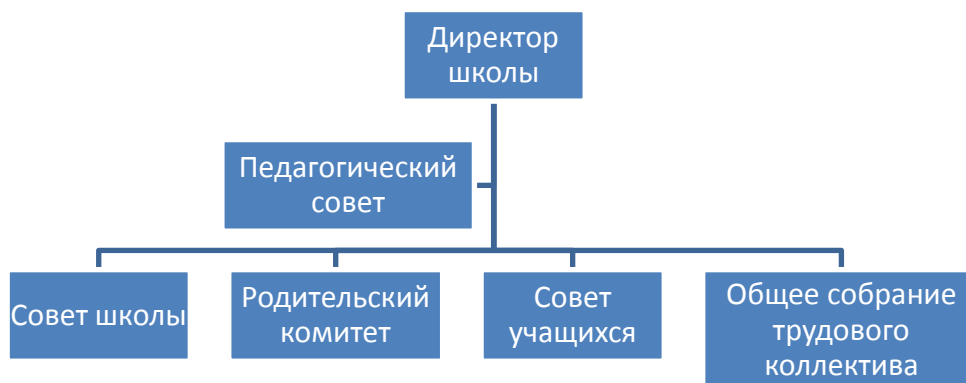 Директор
школы
Педагогический
совет
Совет школы
Родительский
комитет
Совет
учащихся
Общее собрание
трудового
коллектива